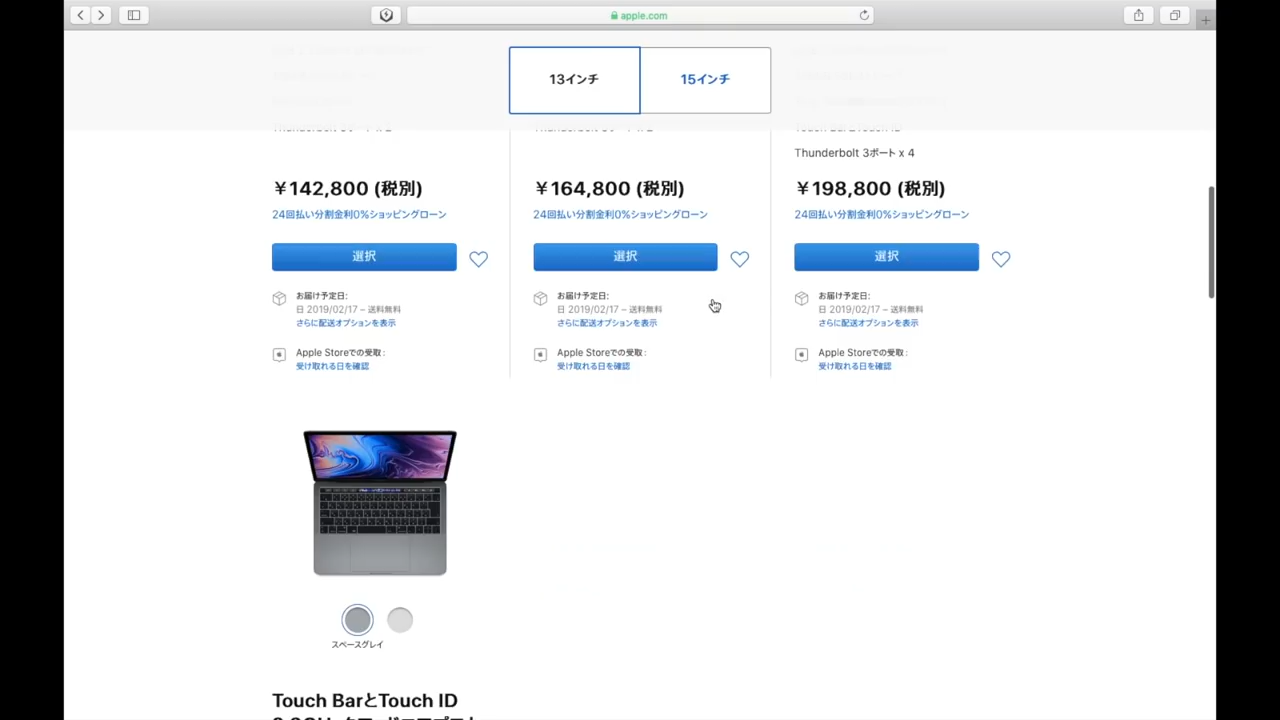 apple.com
13インチ
15インチ
Thunderbolt 3ポート x 4
¥142,800 (税別)
24回払い分割金利0%ショッピングローン
選択
お届け予定日:
日 2019/02/17 – 送料無料
さらに配送オプションを表示
Apple Storeでの受取:
受け取れる日を確認
¥164,800 (税別)
24回払い分割金利0%ショッピングローン
選択
お届け予定日:
日 2019/02/17 – 送料無料
さらに配送オプションを表示
Apple Storeでの受取:
受け取れる日を確認
¥198,800 (税別)
24回払い分割金利0%ショッピングローン
選択
お届け予定日:
日 2019/02/17 – 送料無料
さらに配送オプションを表示
Apple Storeでの受取:
受け取れる日を確認
スペースグレイ
Touch BarとTouch ID